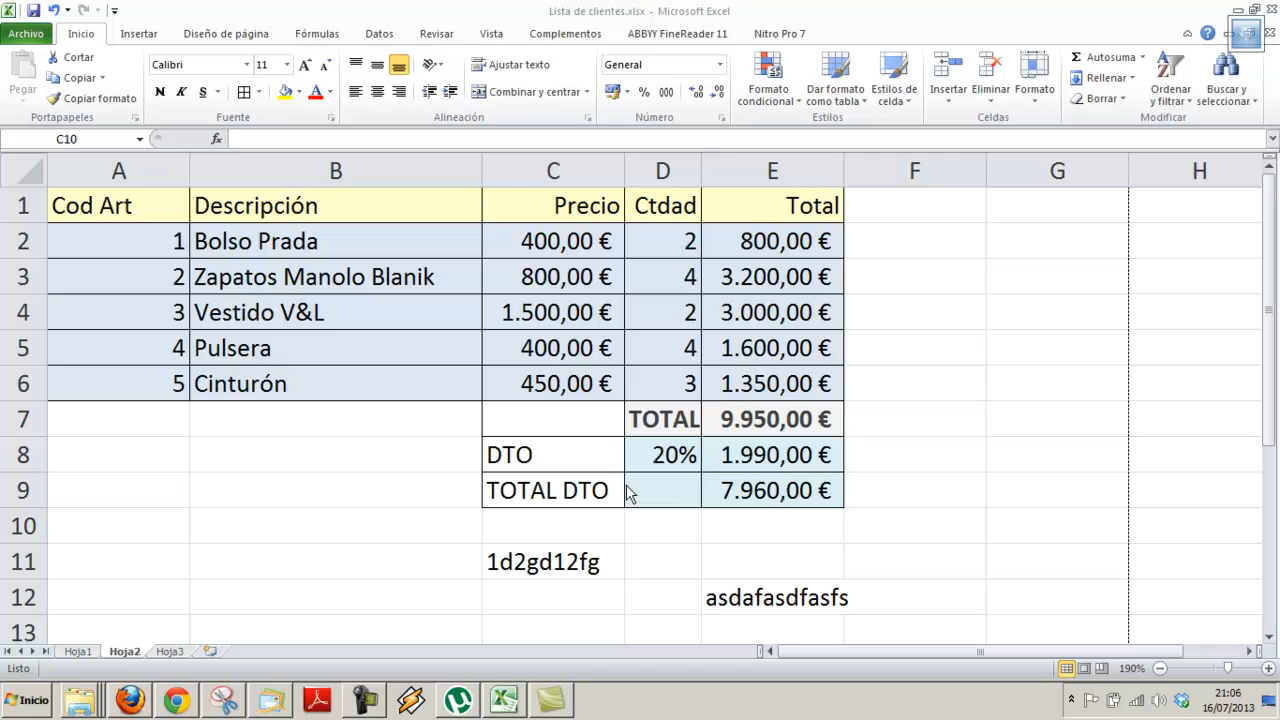 Lista de clientes.xlsx - Microsoft Excel
Archivo Inicio Insertar Diseño de página Fórmulas Datos Revisar Vista Complementos ABBYY FineReader 11 Nitro Pro 7
Pegar
Cortar
Copiar
Copiar formato
Portapapeles
Calibri 11
N K S
Fuente
Ajustar texto
Combinar y centrar
Alineación
General
% 000
Número
Formato condicional
Dar formato como tabla
Estilos de celda
Estilos
Insertar Eliminar Formato
Celdas
Autosuma
Rellenar
Borrar
Ordenar y filtrar
Buscar y seleccionar
Modificar
C10 fx
A B C D E F G H
1 Cod Art Descripción Precio Ctdad Total
2 1 Bolso Prada 400,00 € 2 800,00 €
3 2 Zapatos Manolo Blanik 800,00 € 4 3.200,00 €
4 3 Vestido V&L 1.500,00 € 2 3.000,00 €
5 4 Pulsera 400,00 € 4 1.600,00 €
6 5 Cinturón 450,00 € 3 1.350,00 €
7 TOTAL 9.950,00 €
8 DTO 20% 1.990,00 €
9 TOTAL DTO 7.960,00 €
10
11 1d2gd12fg
12 asdafasdfasfs
13
Hoja1 Hoja2 Hoja3
Listo 190%
Inicio 21:06
16/07/2013